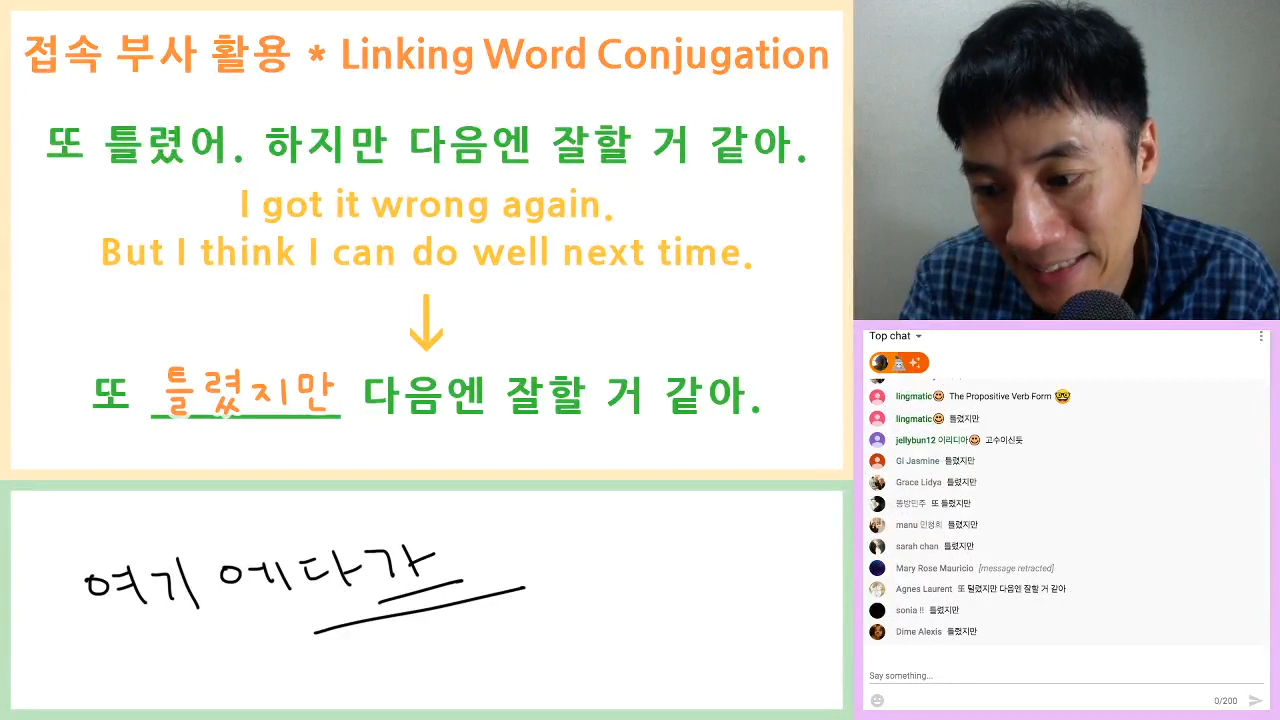 접속 부사 활용 * Linking Word Conjugation
또 틀렸어. 하지만 다음엔 잘할 거 같아.
I got it wrong again.
But I think I can do well next time.
↓
또 틀렸지만 다음엔 잘할 거 같아.
여기 에다가
Top chat
lingmatic The Propositive Verb Form
lingmatic 틀렸지만
jellybun12 이리디아 고수이신듯
GI Jasmine 틀렸지만
Grace Lidya 틀렸지만
똥방민주 또 틀렸지만
manu 민청희 틀렸지만
sarah chan 틀렸지만
Mary Rose Mauricio [message retracted]
Agnes Laurent 또 털렸지만 다음엔 잘할 거 같아
sonia !! 틀렸지만
Dime Alexis 틀렸지만
Say something...
0/200